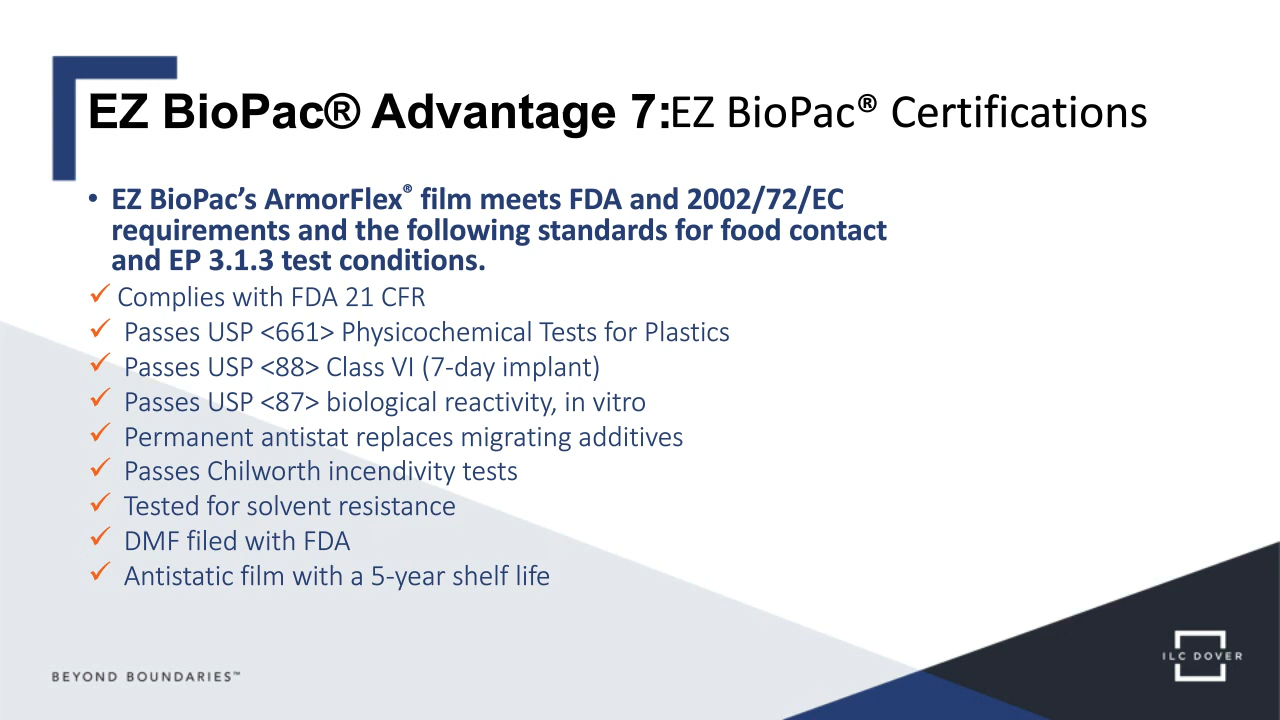 EZ BioPac® Advantage 7:EZ BioPac® Certifications
• EZ BioPac’s ArmorFlex® film meets FDA and 2002/72/EC
requirements and the following standards for food contact
and EP 3.1.3 test conditions.
✓ Complies with FDA 21 CFR
✓ Passes USP <661> Physicochemical Tests for Plastics
✓ Passes USP <88> Class VI (7-day implant)
✓ Passes USP <87> biological reactivity, in vitro
✓ Permanent antistat replaces migrating additives
✓ Passes Chilworth incendivity tests
✓ Tested for solvent resistance
✓ DMF filed with FDA
✓ Antistatic film with a 5-year shelf life
BEYOND BOUNDARIES™
ILC DOVER